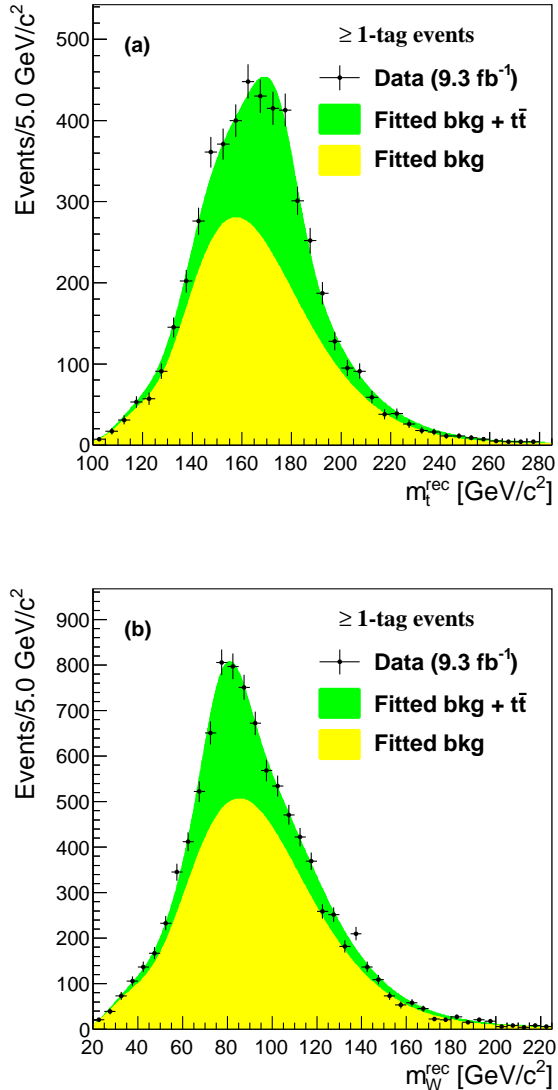 (a)
≥ 1-tag events
Data (9.3 fb⁻¹)
Fitted bkg + tt̄
Fitted bkg
Events/5.0 GeV/c²
500
400
300
200
100
0
100 120 140 160 180 200 220 240 260 280
m_t^rec [GeV/c²]
(b)
≥ 1-tag events
Data (9.3 fb⁻¹)
Fitted bkg + tt̄
Fitted bkg
Events/5.0 GeV/c²
900
800
700
600
500
400
300
200
100
0
20 40 60 80 100 120 140 160 180 200 220
m_W^rec [GeV/c²]